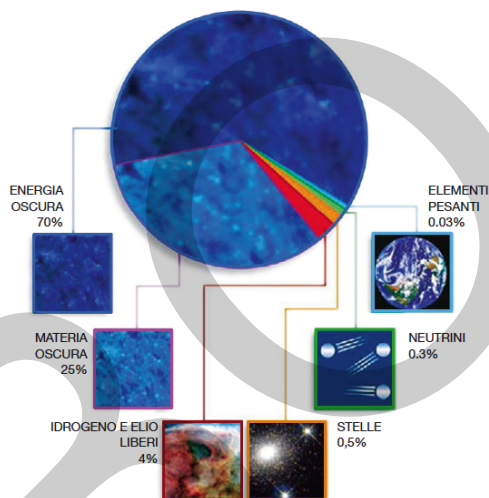 ENERGIA
OSCURA
70%
ELEMENTI
PESANTI
0.03%
MATERIA
OSCURA
25%
NEUTRINI
0.3%
IDROGENO E ELIO
LIBERI
4%
STELLE
0,5%